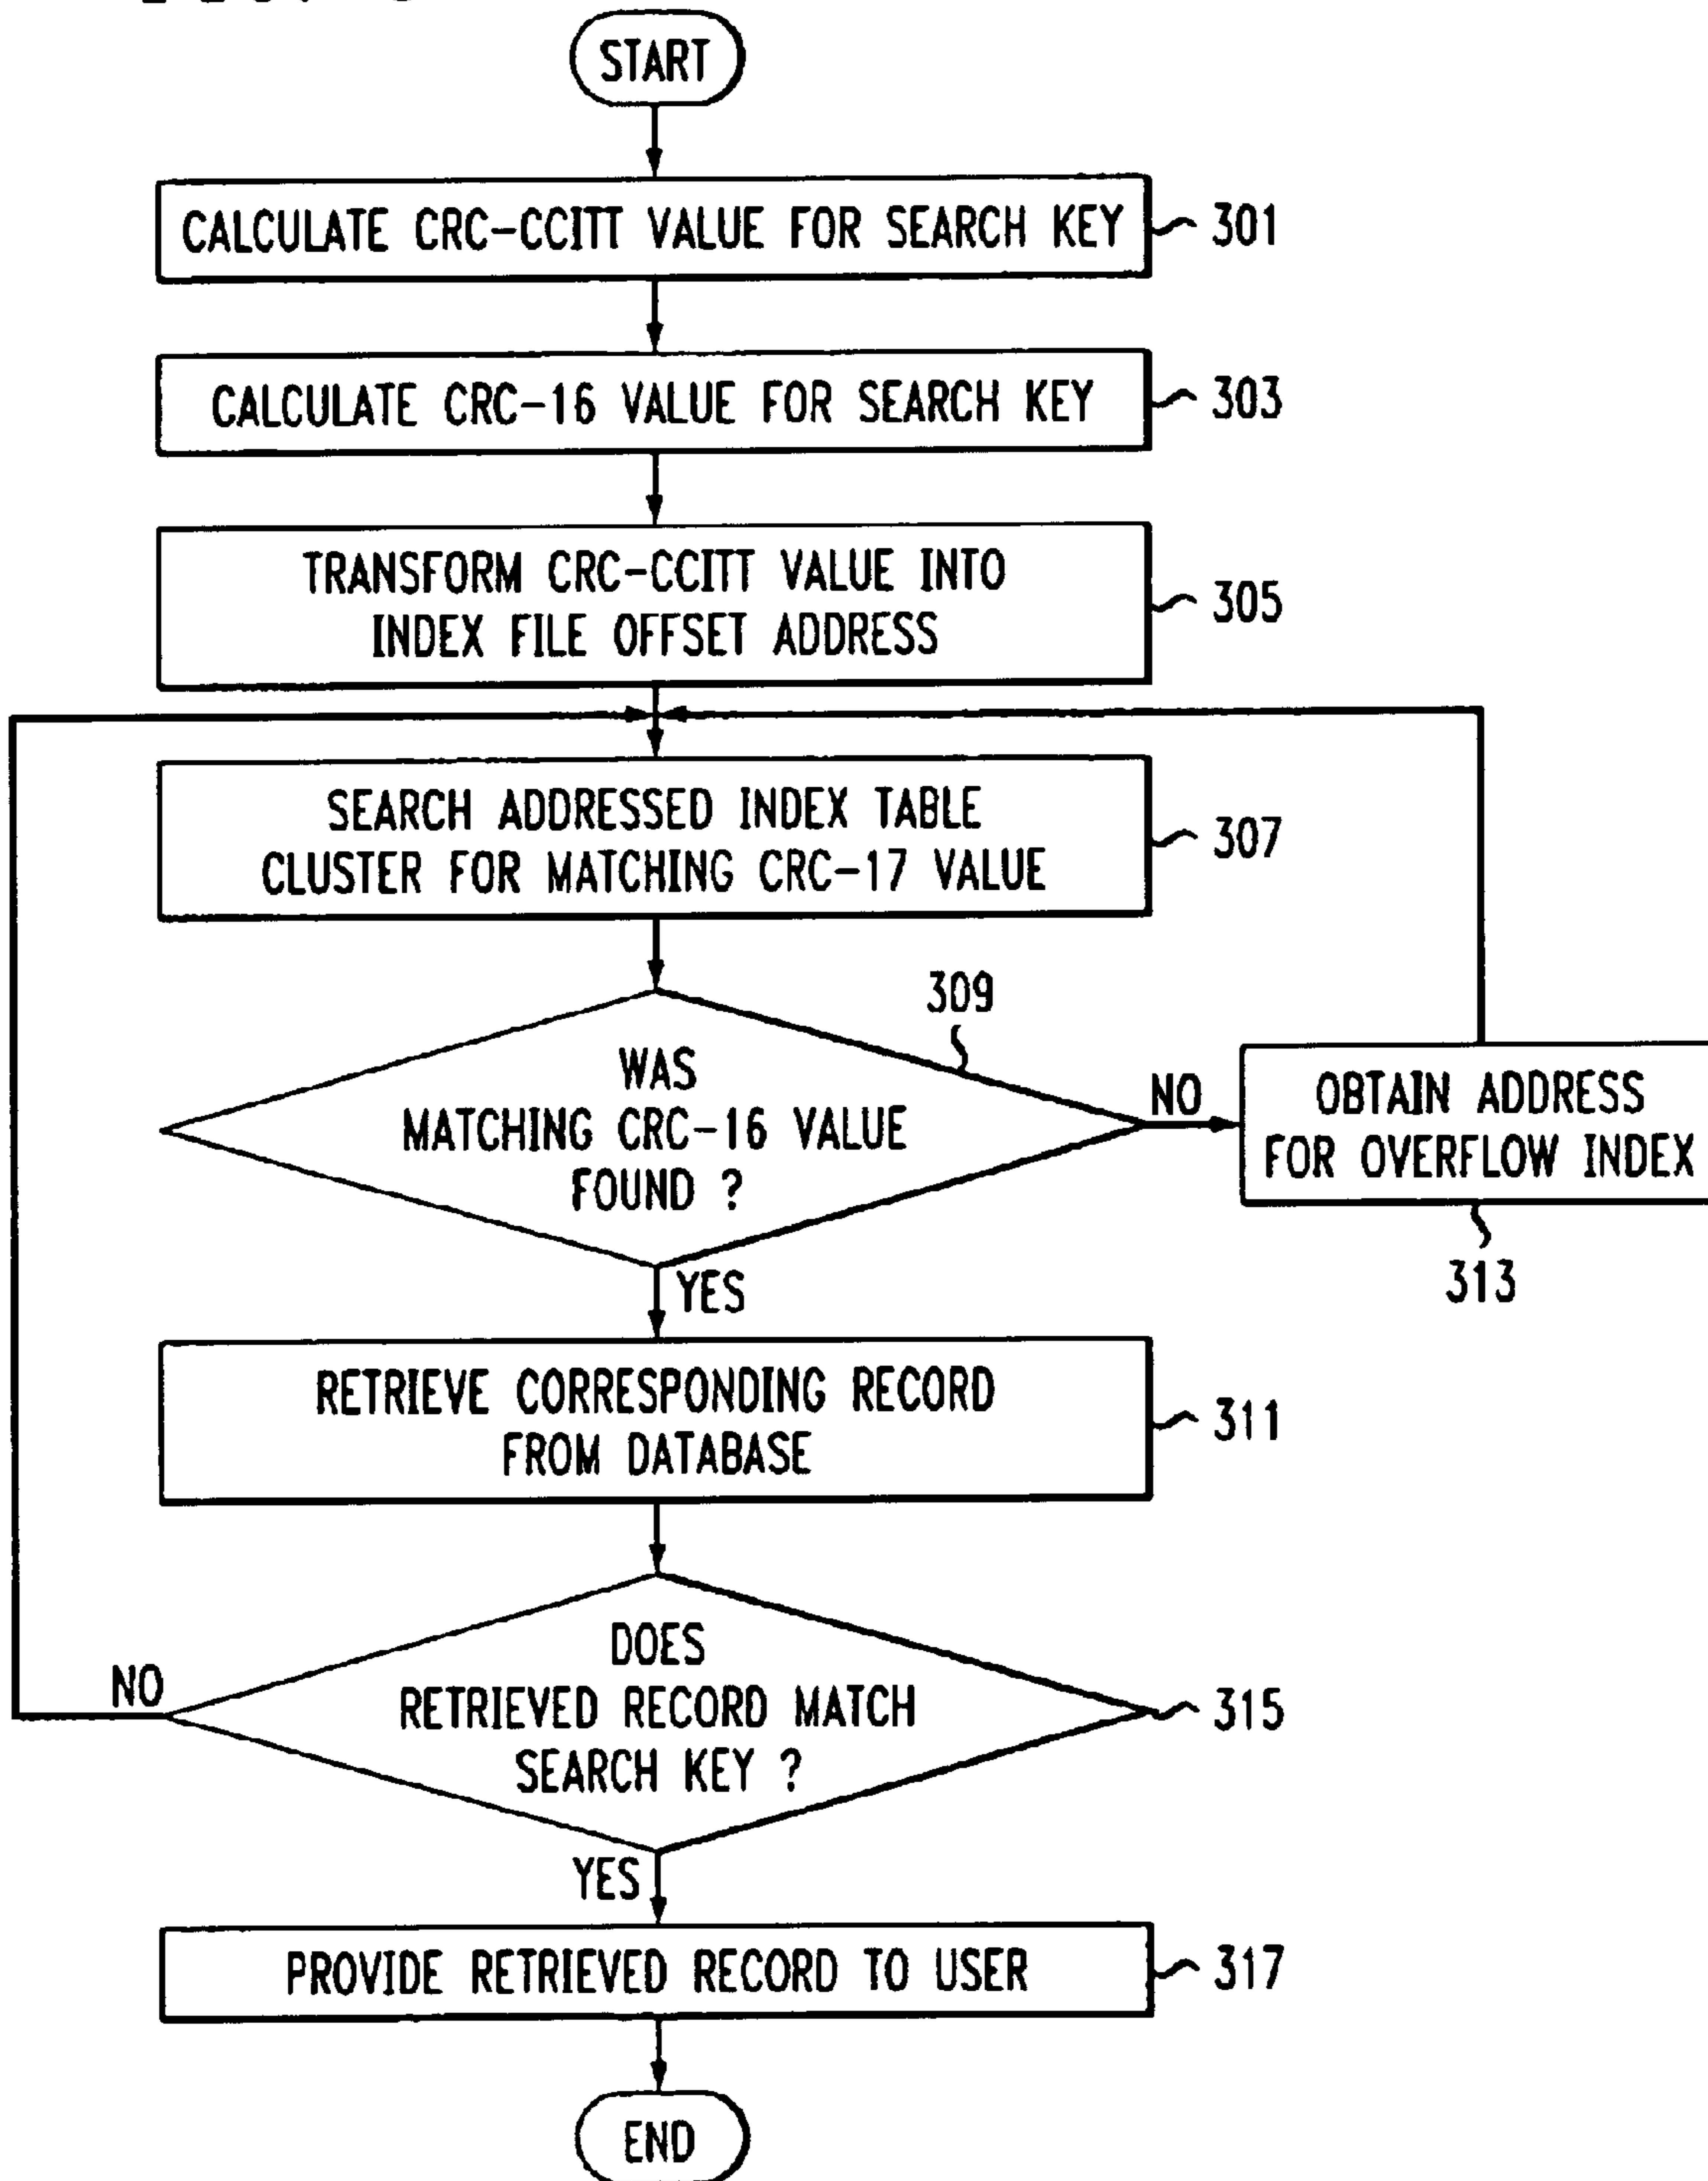 START
CALCULATE CRC-CCITT VALUE FOR SEARCH KEY
301
CALCULATE CRC-16 VALUE FOR SEARCH KEY
303
TRANSFORM CRC-CCITT VALUE INTO
INDEX FILE OFFSET ADDRESS
305
SEARCH ADDRESSED INDEX TABLE
CLUSTER FOR MATCHING CRC-17 VALUE
307
309
WAS
MATCHING CRC-16 VALUE
FOUND ?
NO
OBTAIN ADDRESS
FOR OVERFLOW INDEX
313
YES
RETRIEVE CORRESPONDING RECORD
FROM DATABASE
311
DOES
RETRIEVED RECORD MATCH
SEARCH KEY ?
NO
315
YES
PROVIDE RETRIEVED RECORD TO USER
317
END